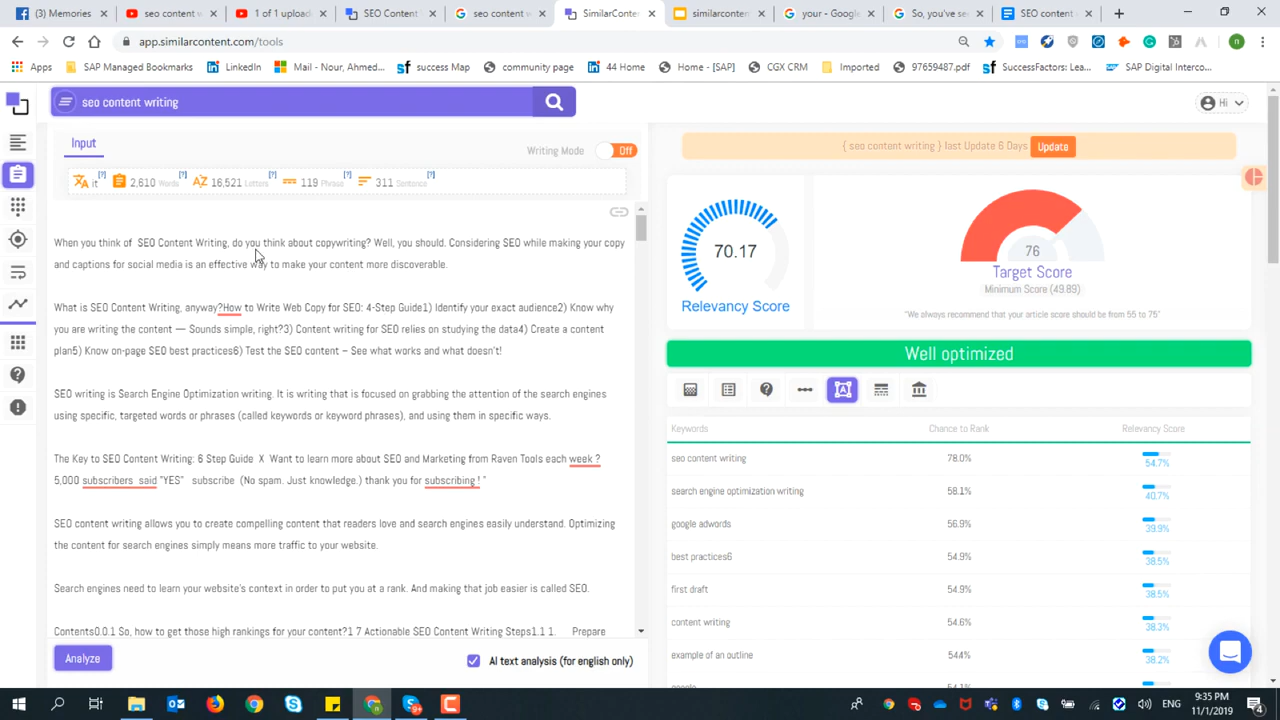 Memories
seo content w
1 of 1 upload
SEO Content
seo content w
SimilarConten
similarconten
your - Google
So, you've se
SEO content
app.similarcontent.com/tools
Apps
SAP Managed Bookmarks
LinkedIn
Mail - Nour, Ahmed...
success Map
community page
44 Home
Home - [SAP]
CGX CRM
Imported
97659487.pdf
SuccessFactors: Lea...
SAP Digital Interco...
seo content writing
Hi
Input
Writing Mode
Off
it [?] 2,610 Words [?] 16,521 Letters [?] 119 Phrase [?] 311 Sentence [?]
When you think of SEO Content Writing, do you think about copywriting? Well, you should. Considering SEO while making your copy
and captions for social media is an effective way to make your content more discoverable.
What is SEO Content Writing, anyway?How to Write Web Copy for SEO: 4-Step Guide1) Identify your exact audience2) Know why
you are writing the content — Sounds simple, right?3) Content writing for SEO relies on studying the data4) Create a content
plan5) Know on-page SEO best practices6) Test the SEO content – See what works and what doesn't!
SEO writing is Search Engine Optimization writing. It is writing that is focused on grabbing the attention of the search engines
using specific, targeted words or phrases (called keywords or keyword phrases), and using them in specific ways.
The Key to SEO Content Writing: 6 Step Guide X Want to learn more about SEO and Marketing from Raven Tools each week ?
5,000 subscribers said "YES" subscribe (No spam. Just knowledge.) thank you for subscribing ! "
SEO content writing allows you to create compelling content that readers love and search engines easily understand. Optimizing
the content for search engines simply means more traffic to your website.
Search engines need to learn your website's context in order to put you at a rank. And making that job easier is called SEO.
Contents0.0.1 So, how to get those high rankings for your content?1 7 Actionable SEO Content Writing Steps1.1 1. Prepare
Analyze
AI text analysis (for english only)
{ seo content writing } last Update 6 Days
Update
70.17
Relevancy Score
76
Target Score
Minimum Score (49.89)
"We always recommend that your article score should be from 55 to 75"
Well optimized
Keywords Chance to Rank Relevancy Score
seo content writing 78.0% 54.7%
search engine optimization writing 58.1% 40.7%
google adwords 56.9% 39.9%
best practices6 54.9% 38.5%
first draft 54.9% 38.5%
content writing 54.6% 38.3%
example of an outline 54.4% 38.2%
google 54.1%
ENG
9:35 PM
11/1/2019